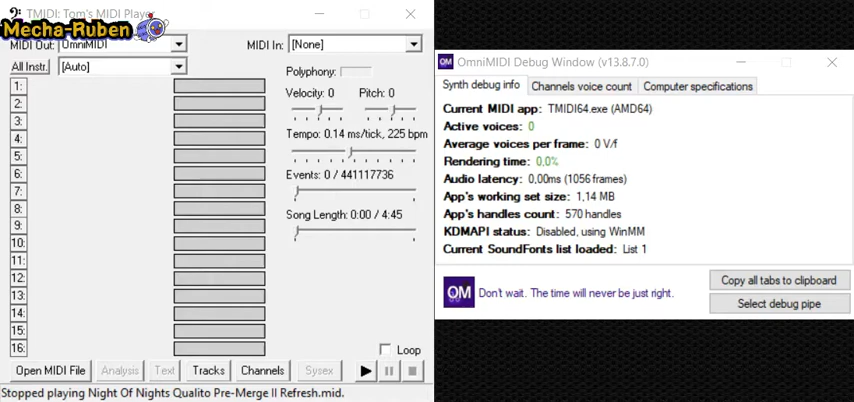 TMIDI: Tom's MIDI Player
Mecha-Ruben
MIDI Out: OmniMIDI
MIDI In: [None]
All Instr. [Auto]
Polyphony:
Velocity: 0 Pitch: 0
Tempo: 0.14 ms/tick, 225 bpm
Events: 0 / 441117736
Song Length: 0:00 / 4:45
1:
2:
3:
4:
5:
6:
7:
8:
9:
10:
11:
12:
13:
14:
15:
16:
Loop
Open MIDI File Analysis Text Tracks Channels Sysex
Stopped playing Night Of Nights Qualito Pre-Merge II Refresh.mid.
OM OmniMIDI Debug Window (v13.8.7.0)
Synth debug info Channels voice count Computer specifications
Current MIDI app: TMIDI64.exe (AMD64)
Active voices: 0
Average voices per frame: 0 V/f
Rendering time: 0,0%
Audio latency: 0,00ms (1056 frames)
App's working set size: 1,14 MB
App's handles count: 570 handles
KDMAPI status: Disabled, using WinMM
Current SoundFonts list loaded: List 1
OM Don't wait. The time will never be just right.
Copy all tabs to clipboard
Select debug pipe